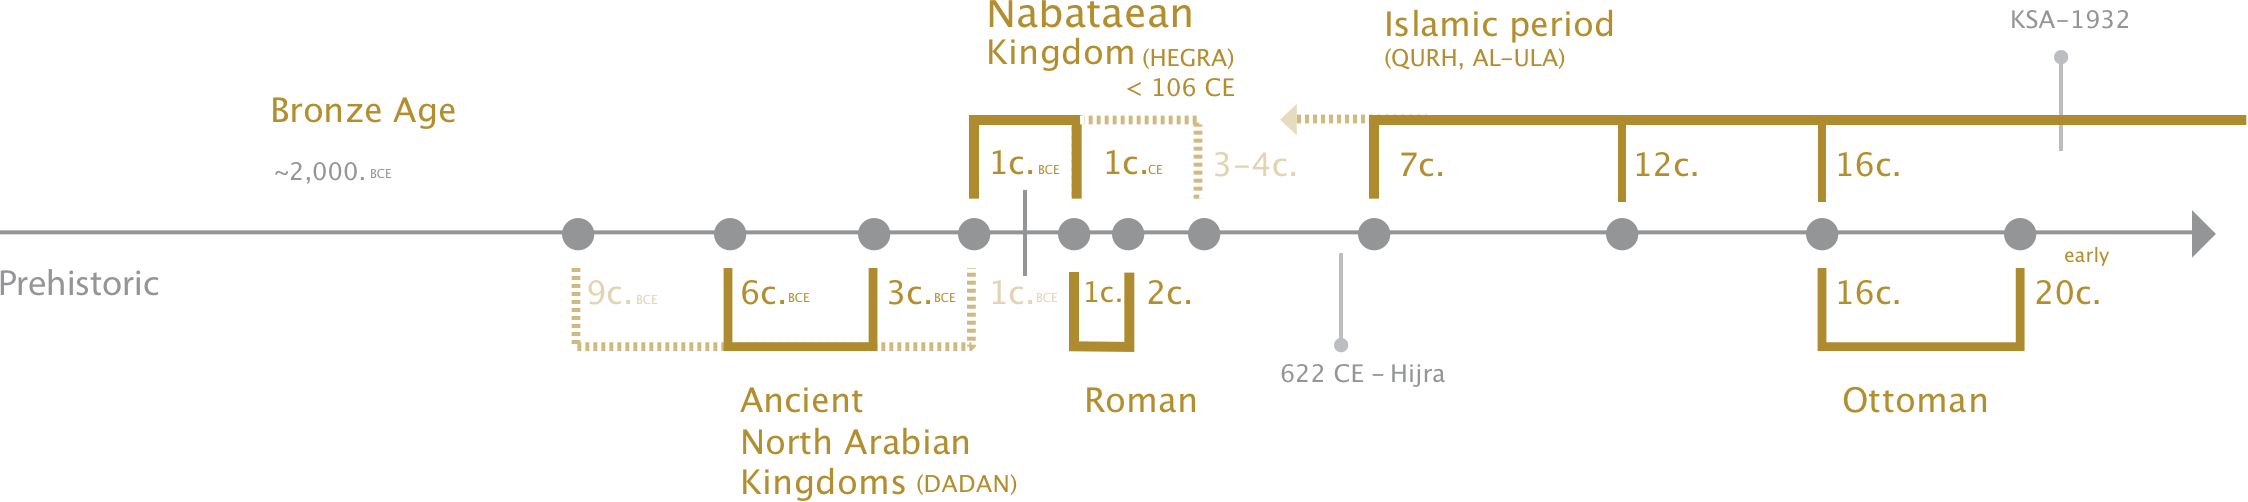 Nabataean
Kingdom (HEGRA)
< 106 CE
Islamic period
(QURH, AL-ULA)
KSA-1932
Bronze Age
~2,000. BCE
1c. BCE
1c. CE
3-4c.
7c.
12c.
16c.
Prehistoric
9c. BCE
6c. BCE
3c. BCE
1c. BCE
1c.
2c.
16c.
early
20c.
622 CE - Hijra
Ancient
North Arabian
Kingdoms (DADAN)
Roman
Ottoman